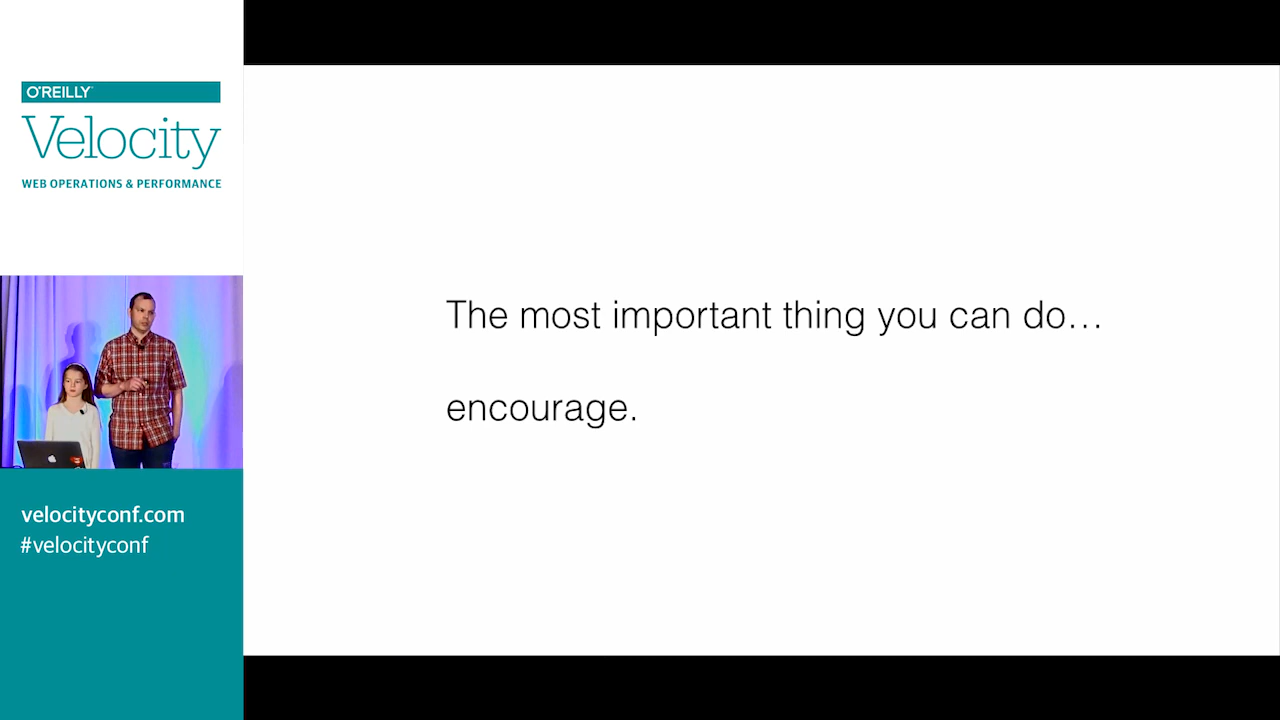 O'REILLY
Velocity
WEB OPERATIONS & PERFORMANCE
velocityconf.com
#velocityconf
The most important thing you can do…
encourage.